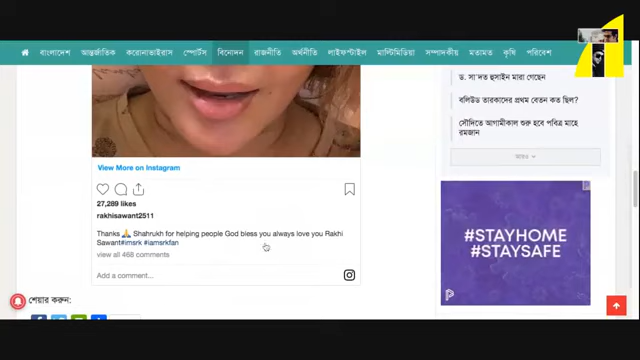 বাংলাদেশ আন্তর্জাতিক করোনাভাইরাস স্পোর্টস বিনোদন রাজনীতি অর্থনীতি লাইফস্টাইল মাল্টিমিডিয়া সম্পাদকীয় মতামত কৃষি পরিবেশ
ড. সা'দত হুসাইন মারা গেছেন
বলিউড তারকাদের প্রথম বেতন কত ছিল?
সৌদিতে আগামীকাল শুরু হবে পবিত্র মাহে
রমজান
আরও
View More on Instagram
27,289 likes
rakhisawant2511
Thanks 🙏 Shahrukh for helping people God bless you always love you Rakhi
Sawant#imsrk #iamsrkfan
view all 468 comments
Add a comment...
#STAYHOME
#STAYSAFE
শেয়ার করুন: